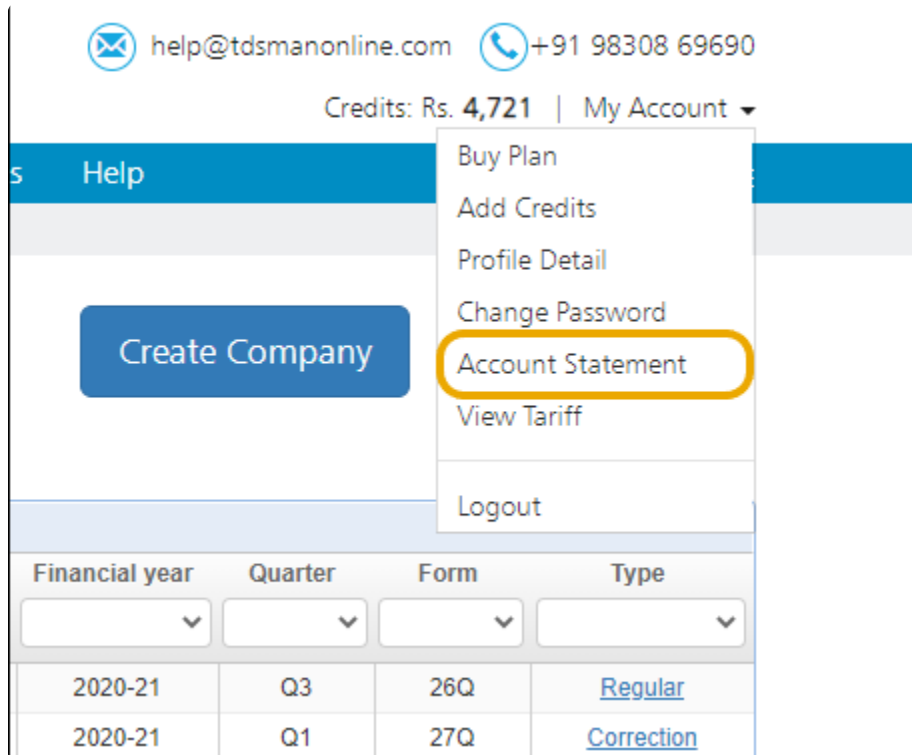 help@tdsmanonline.com +91 98308 69690
Credits: Rs. 4,721 | My Account
s Help
Buy Plan
Add Credits
Profile Detail
Change Password
Account Statement
View Tariff
Logout
Create Company
Financial year Quarter Form Type
2020-21 Q3 26Q Regular
2020-21 Q1 27Q Correction